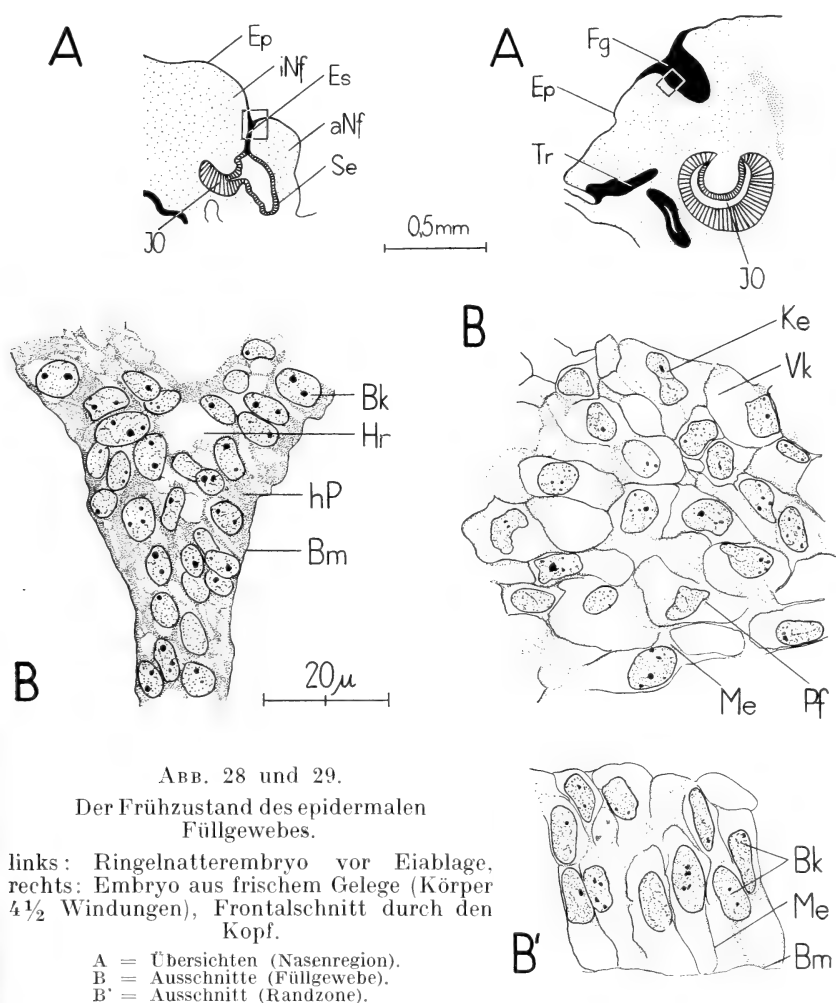 A
Ep
iNf
Es
aNf
Se
JO
0,5mm
A
Fg
Ep
Tr
JO
Bk
Hr
hP
Bm
B
20µ
B
Ke
Vk
Me
Pf
ABB. 28 und 29.
Der Frühzustand des epidermalen
Füllgewebes.
links: Ringelnatterembryo vor Eiablage,
rechts: Embryo aus frischem Gelege (Körper
4½ Windungen), Frontalschnitt durch den
Kopf.
A = Übersichten (Nasenregion).
B = Ausschnitte (Füllgewebe).
B' = Ausschnitt (Randzone).
Bk
Me
Bm
B'